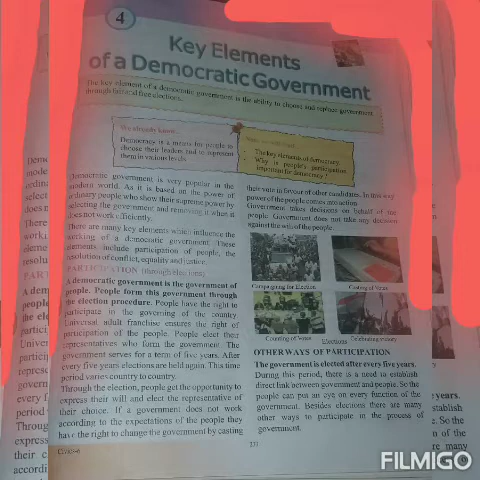 4
Key Elements
of a Democratic Government
The key element of a democratic government is the ability to choose and replace government
through fair and free elections.
You already know...
Democracy is a means for people to
choose their leaders and to represent
them in various levels.
The key elements of democracy.
Why is people's participation
important for democracy ?
Democratic government is very popular in the
modern world. As it is based on the power of
ordinary people who show their supreme power by
selecting the government and removing it when it
does not work efficiently.
There are many key elements which influence the
working of a democratic government. These
elements include participation of people, the
resolution of conflict, equality and justice.
PARTICIPATION (through elections)
A democratic government is the government of
people. People form this government through
the election procedure. People have the right to
participate in the governing of the country.
Universal adult franchise ensures the right of
participation of the people. People elect their
representatives who form the government. The
government serves for a term of five years. After
every five years elections are held again. This time
period varies country to country.
Through the election, people get the opportunity to
express their will and elect the representative of
their choice. If a government does not work
according to the expectations of the people they
have the right to change the government by casting
their vote in favour of other candidates. In this way
power of the people comes into action.
Government takes decisions on behalf of the
people. Government does not take any decision
against the will of the people.
Campaigning for Election
Casting of Votes
Counting of Votes
Celebrating victory
Elections
OTHER WAYS OF PARTICIPATION
The government is elected after every five years.
During this period, there is a need to establish
direct link between government and people. So the
people can put an eye on every function of the
government. Besides elections there are many
other ways to participate in the process of
government.
FILMIGO